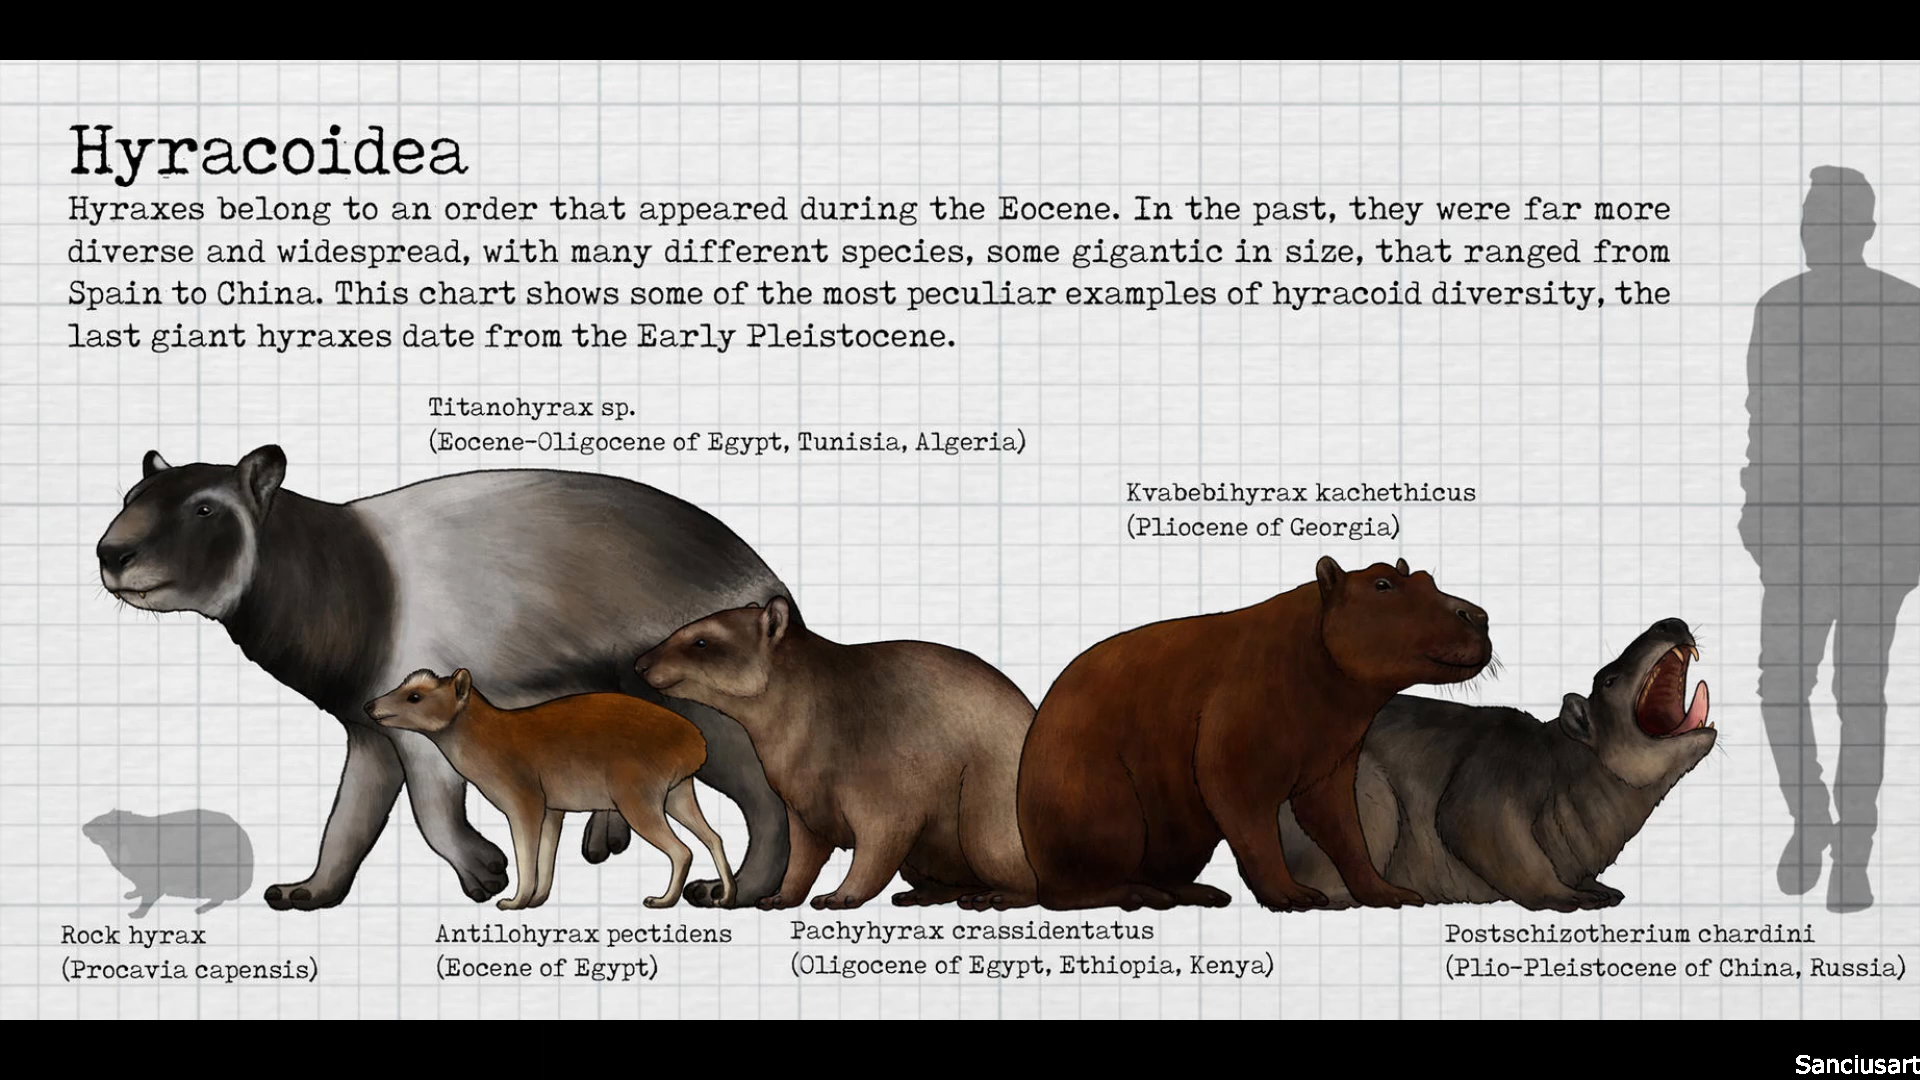 Hyracoidea
Hyraxes belong to an order that appeared during the Eocene. In the past, they were far more
diverse and widespread, with many different species, some gigantic in size, that ranged from
Spain to China. This chart shows some of the most peculiar examples of hyracoid diversity, the
last giant hyraxes date from the Early Pleistocene.
Titanohyrax sp.
(Eocene-Oligocene of Egypt, Tunisia, Algeria)
Kvabebihyrax kachethicus
(Pliocene of Georgia)
Rock hyrax
(Procavia capensis)
Antilohyrax pectidens
(Eocene of Egypt)
Pachyhyrax crassidentatus
(Oligocene of Egypt, Ethiopia, Kenya)
Postschizotherium chardini
(Plio-Pleistocene of China, Russia)
Sanciusart